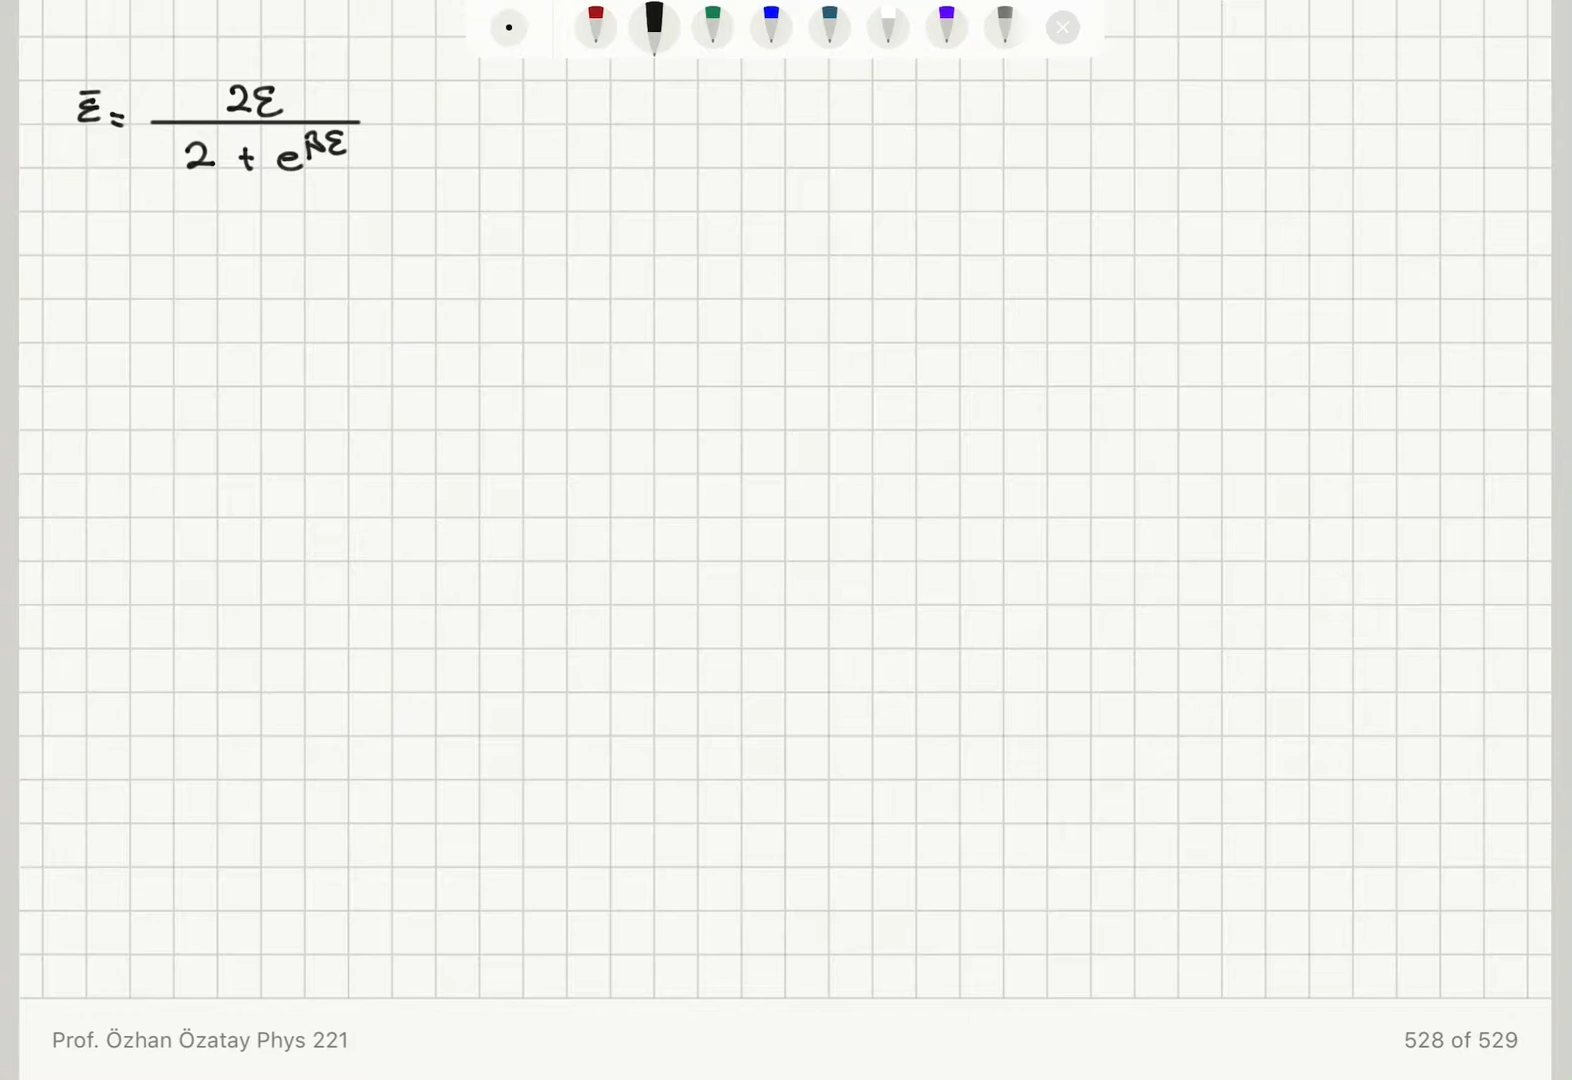 ε̄ = 2ε / (2 + e^{βε})
Prof. Özhan Özatay Phys 221
528 of 529